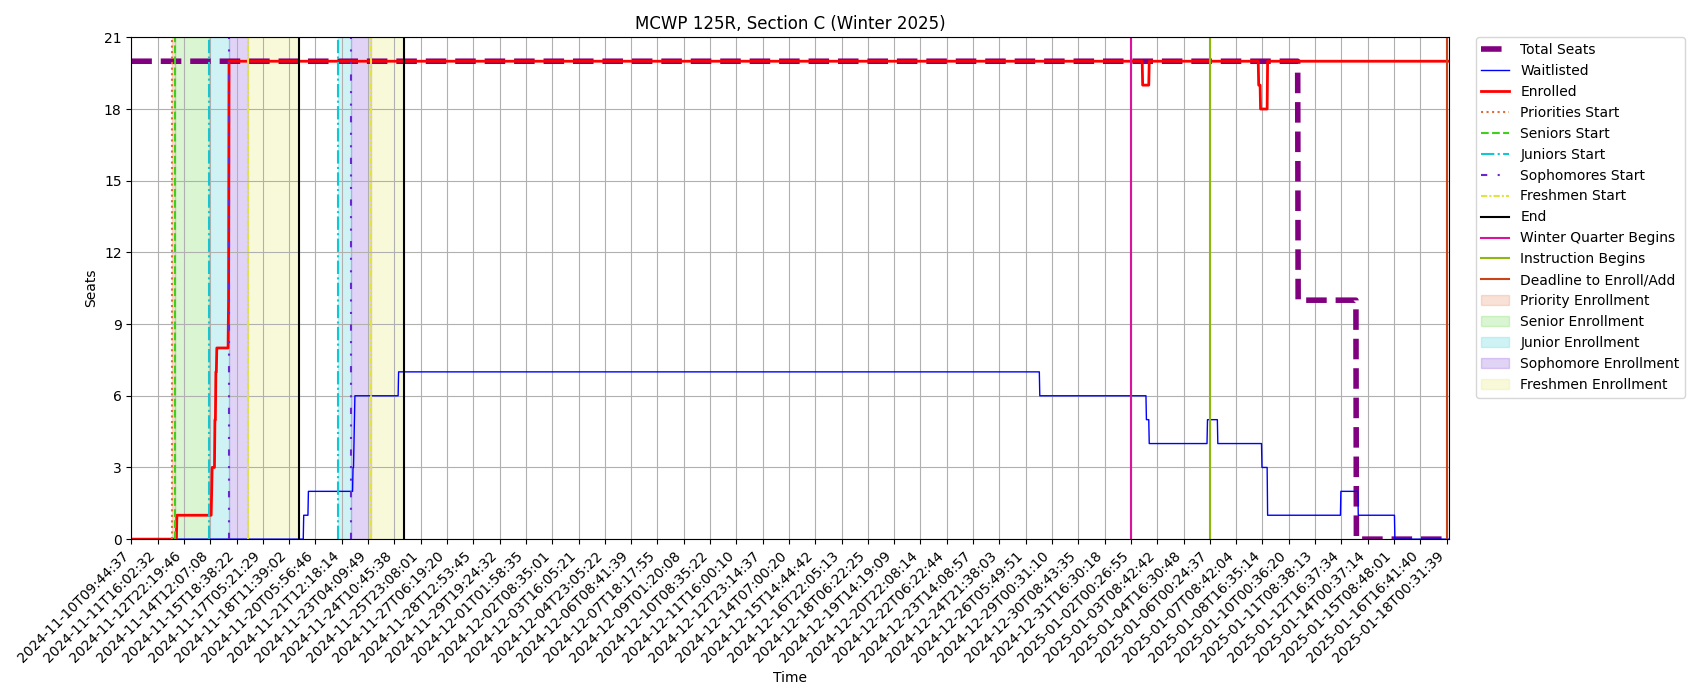 MCWP 125R, Section C (Winter 2025)
Seats
21
18
15
12
9
6
3
0
2024-11-10T09:44:37
2024-11-11T16:02:32
2024-11-12T22:19:46
2024-11-14T12:07:08
2024-11-15T18:38:22
2024-11-17T05:21:29
2024-11-18T11:39:02
2024-11-20T05:56:46
2024-11-21T12:18:14
2024-11-23T04:09:49
2024-11-24T10:45:38
2024-11-25T23:08:01
2024-11-27T06:19:20
2024-11-28T12:53:45
2024-11-29T19:24:32
2024-12-01T01:58:35
2024-12-02T08:35:01
2024-12-03T16:05:21
2024-12-04T23:05:22
2024-12-06T08:41:39
2024-12-07T18:17:55
2024-12-09T01:20:08
2024-12-10T08:35:22
2024-12-11T16:00:10
2024-12-12T23:14:37
2024-12-14T07:00:20
2024-12-15T14:44:42
2024-12-16T22:05:13
2024-12-18T06:22:25
2024-12-19T14:19:09
2024-12-20T22:08:14
2024-12-22T06:22:44
2024-12-23T14:08:57
2024-12-24T21:38:03
2024-12-26T05:49:51
2024-12-29T00:31:10
2024-12-30T08:43:35
2024-12-31T16:30:18
2025-01-02T00:26:55
2025-01-03T08:42:42
2025-01-04T16:30:48
2025-01-06T00:24:37
2025-01-07T08:42:04
2025-01-08T16:35:14
2025-01-10T00:36:20
2025-01-11T08:38:13
2025-01-12T16:37:34
2025-01-14T00:37:14
2025-01-15T08:48:01
2025-01-16T16:41:40
2025-01-18T00:31:39
Time
Total Seats
Waitlisted
Enrolled
Priorities Start
Seniors Start
Juniors Start
Sophomores Start
Freshmen Start
End
Winter Quarter Begins
Instruction Begins
Deadline to Enroll/Add
Priority Enrollment
Senior Enrollment
Junior Enrollment
Sophomore Enrollment
Freshmen Enrollment